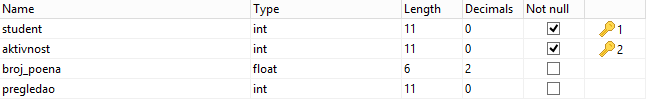 Name Type Length Decimals Not null
student int 11 0 1
aktivnost int 11 0 2
broj_poena float 6 2
pregledao int 11 0